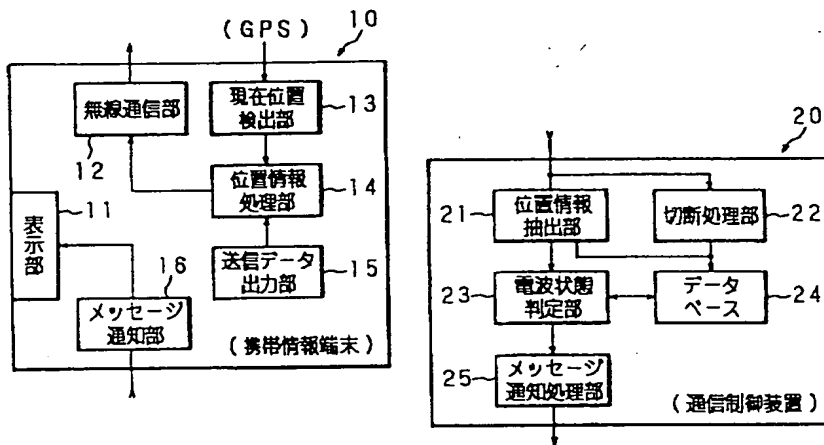 (GPS)
10
無線通信部
12
現在位置
検出部
13
位置情報
処理部
14
11
表示部
送信データ
出力部
15
16
メッセージ
通知部
(携帯情報端末)
20
21
位置情報
抽出部
切断処理部
22
23
電波状態
判定部
データ
ベース
24
25
メッセージ
通知処理部
(通信制御装置)